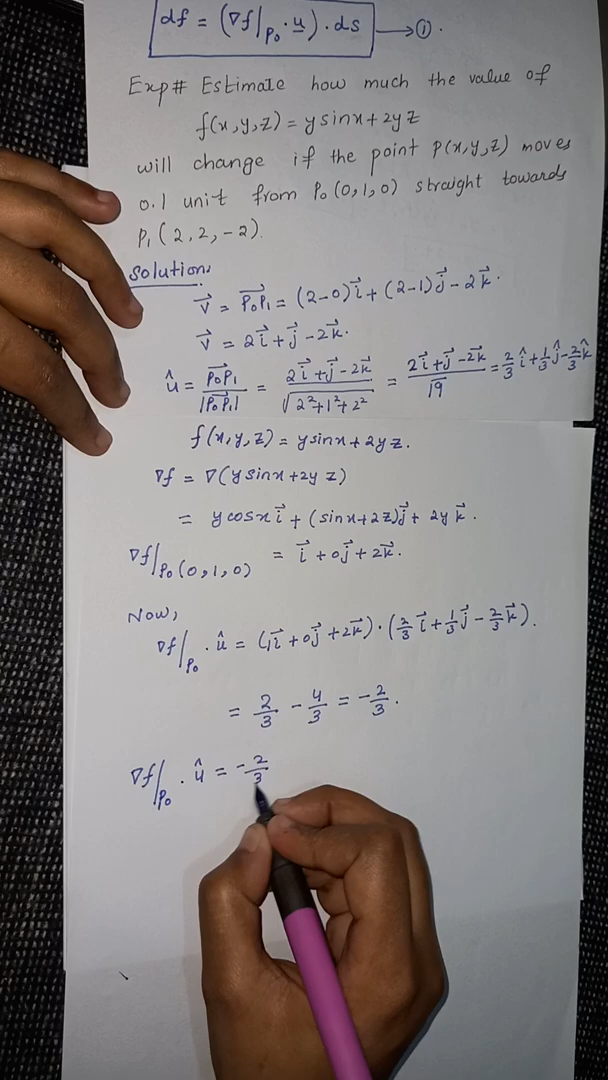 df = (∇f|P₀ · u) · ds → ①.
Exp# Estimate how much the value of
f(x,y,z) = y sinx + 2yz
will change if the point P(x,y,z) moves
0.1 unit from P₀(0,1,0) straight towards
P₁(2,2,-2).
Solution:
v⃗ = P₀P₁⃗ = (2-0)i⃗ + (2-1)j⃗ - 2k⃗.
v⃗ = 2i⃗ + j⃗ - 2k⃗.
û = P₀P₁⃗/|P₀P₁⃗| = (2i⃗ + j⃗ - 2k⃗)/√(2²+1²+2²) = (2i⃗ + j⃗ - 2k⃗)/√9 = 2/3 î + 1/3 ĵ - 2/3 k̂
f(x,y,z) = y sinx + 2yz.
∇f = ∇(y sinx + 2yz)
= y cosx i⃗ + (sinx + 2z)j⃗ + 2y k⃗.
∇f|P₀(0,1,0) = i⃗ + 0j⃗ + 2k⃗.
Now,
∇f|P₀ · û = (1i⃗ + 0j⃗ + 2k⃗) · (2/3 i⃗ + 1/3 j⃗ - 2/3 k⃗).
= 2/3 - 4/3 = -2/3.
∇f|P₀ · û = -2/3